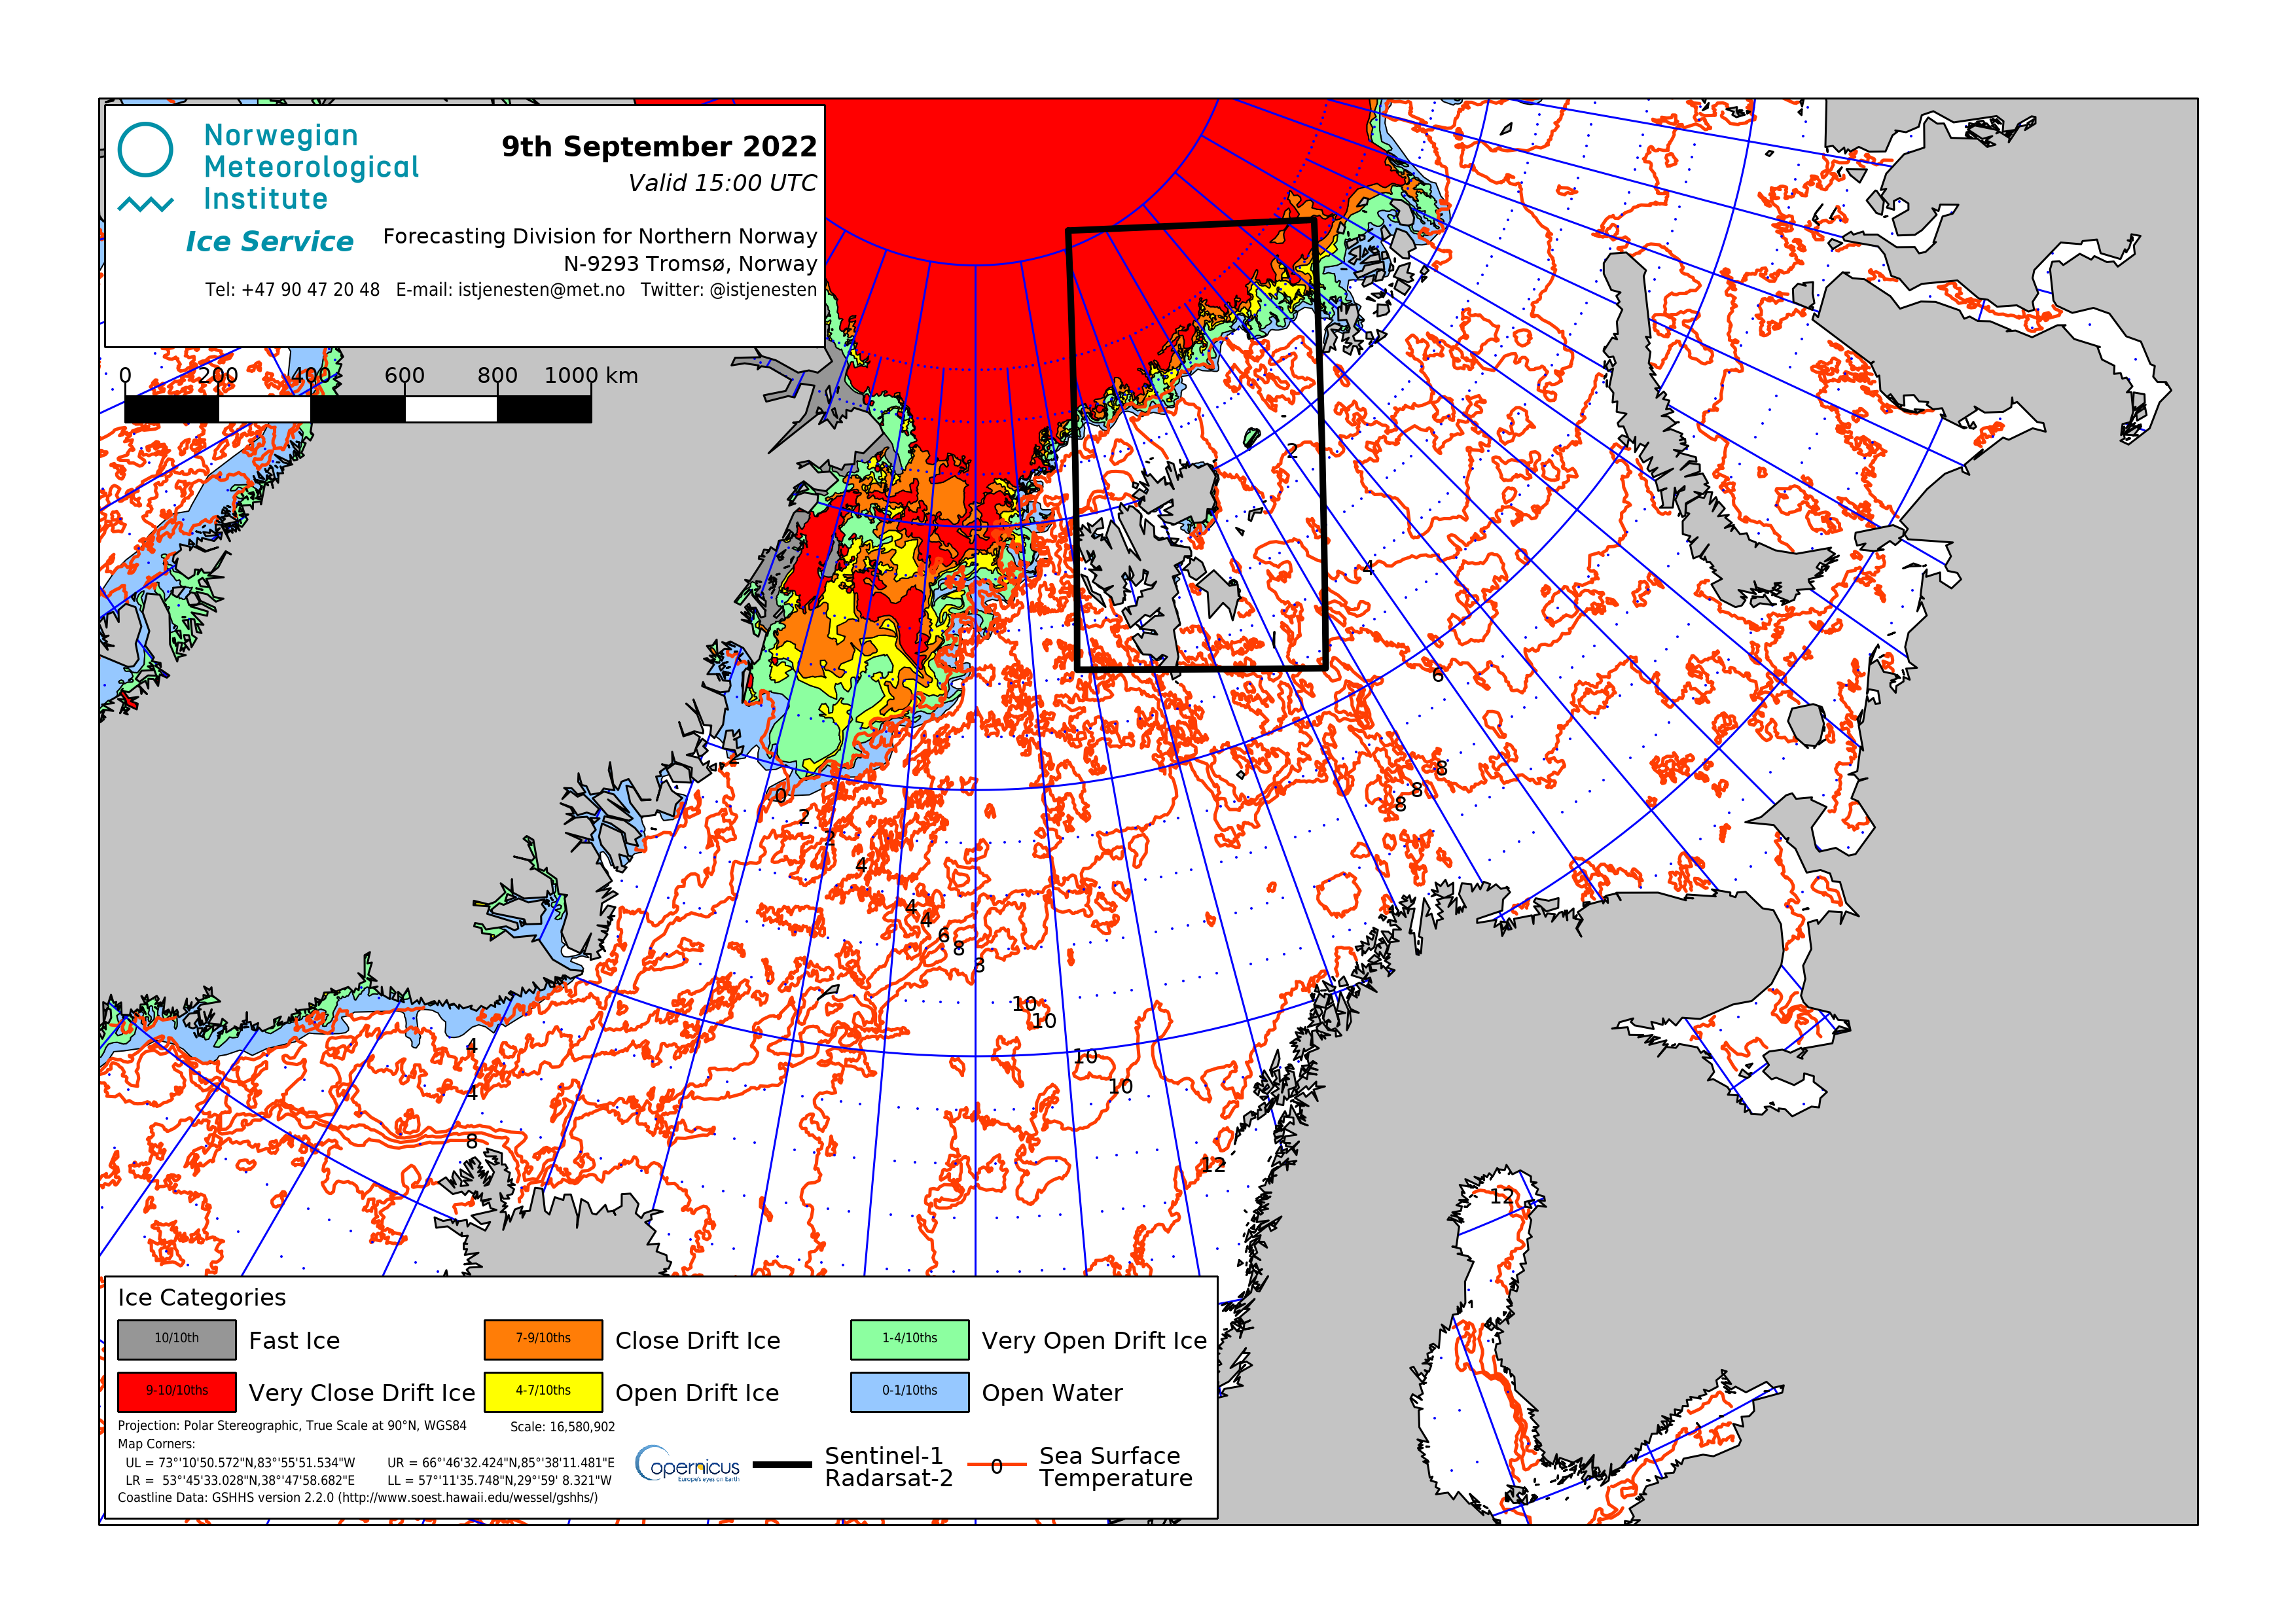 Norwegian
Meteorological
Institute
Ice Service
9th September 2022
Valid 15:00 UTC
Forecasting Division for Northern Norway
N-9293 Tromsø, Norway
Tel: +47 90 47 20 48 E-mail: istjenesten@met.no Twitter: @istjenesten
0 200 400 600 800 1000 km
2
4
6
8
8
8
2
0
2
2
4
4
4
6
8
8
10
10
10
10
4
4
8
12
12
Ice Categories
10/10th Fast Ice 7-9/10ths Close Drift Ice 1-4/10ths Very Open Drift Ice
9-10/10ths Very Close Drift Ice 4-7/10ths Open Drift Ice 0-1/10ths Open Water
Projection: Polar Stereographic, True Scale at 90°N, WGS84 Scale: 16,580,902
Map Corners:
UL = 73°10'50.572"N,83°55'51.534"W UR = 66°46'32.424"N,85°38'11.481"E
LR = 53°45'33.028"N,38°47'58.682"E LL = 57°11'35.748"N,29°59' 8.321"W
Coastline Data: GSHHS version 2.2.0 (http://www.soest.hawaii.edu/wessel/gshhs/)
opernicus
Europe's eyes on Earth
Sentinel-1
Radarsat-2
0
Sea Surface
Temperature